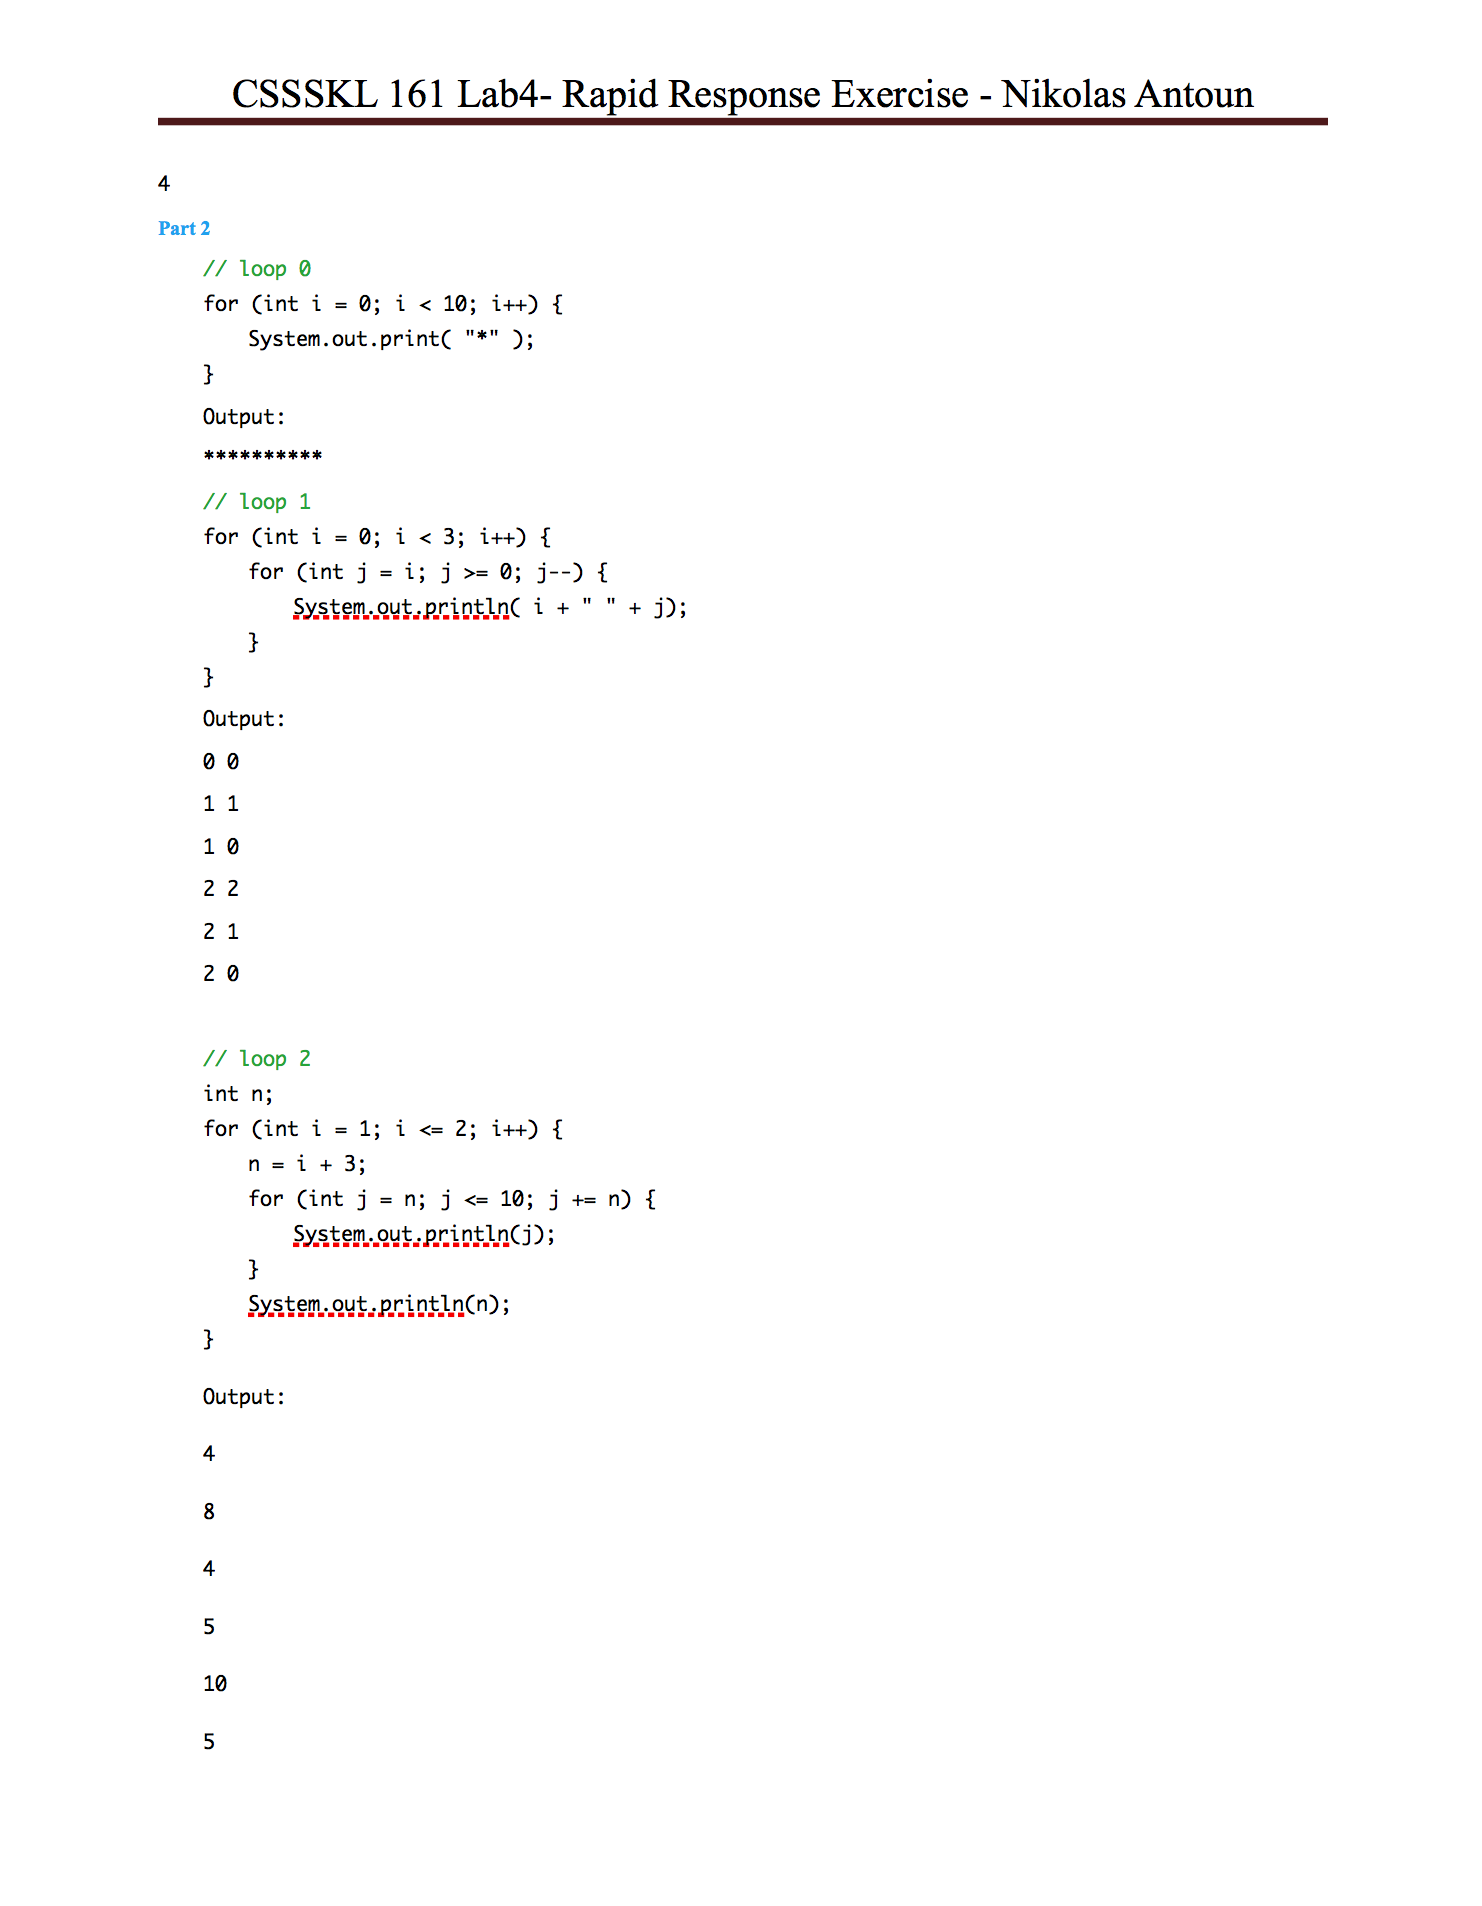 CSSSKL 161 Lab4- Rapid Response Exercise - Nikolas Antoun
4
Part 2
// loop 0
for (int i = 0; i < 10; i++) {
System.out.print( "*" );
}
Output:
**********
// loop 1
for (int i = 0; i < 3; i++) {
for (int j = i; j >= 0; j--) {
System.out.println( i + " " + j);
}
}
Output:
0 0
1 1
1 0
2 2
2 1
2 0
// loop 2
int n;
for (int i = 1; i <= 2; i++) {
n = i + 3;
for (int j = n; j <= 10; j += n) {
System.out.println(j);
}
System.out.println(n);
}
Output:
4
8
4
5
10
5